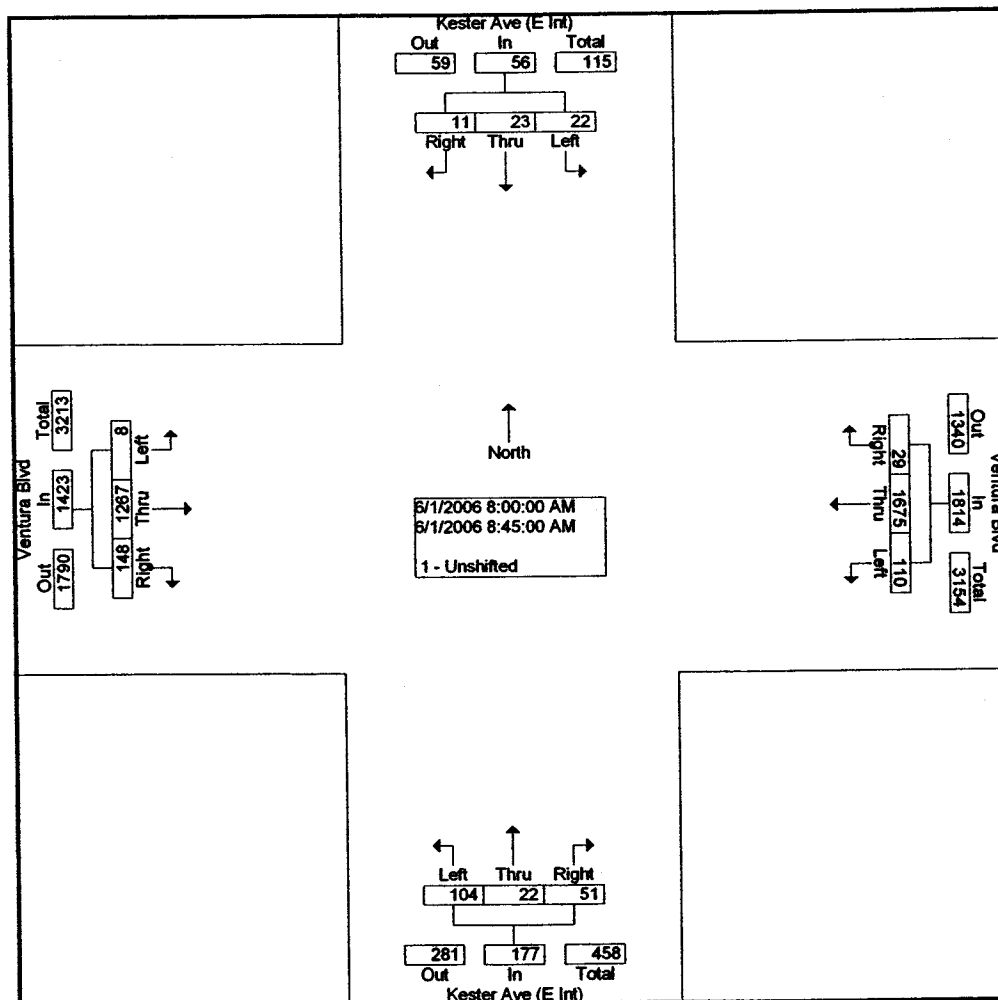 Kester Ave (E Int)
Out In Total
59 56 115
11 23 22
Right Thru Left
Ventura Blvd
Total In Out
3213 1423 1790
8 1267 148
Left Thru Right
North
6/1/2006 8:00:00 AM
6/1/2006 8:45:00 AM
1 - Unshifted
Right Thru Left
29 1675 110
1340 1814 3154
Out In Total
Ventura Blvd
Left Thru Right
104 22 51
281 177 458
Out In Total
Kester Ave (E Int)